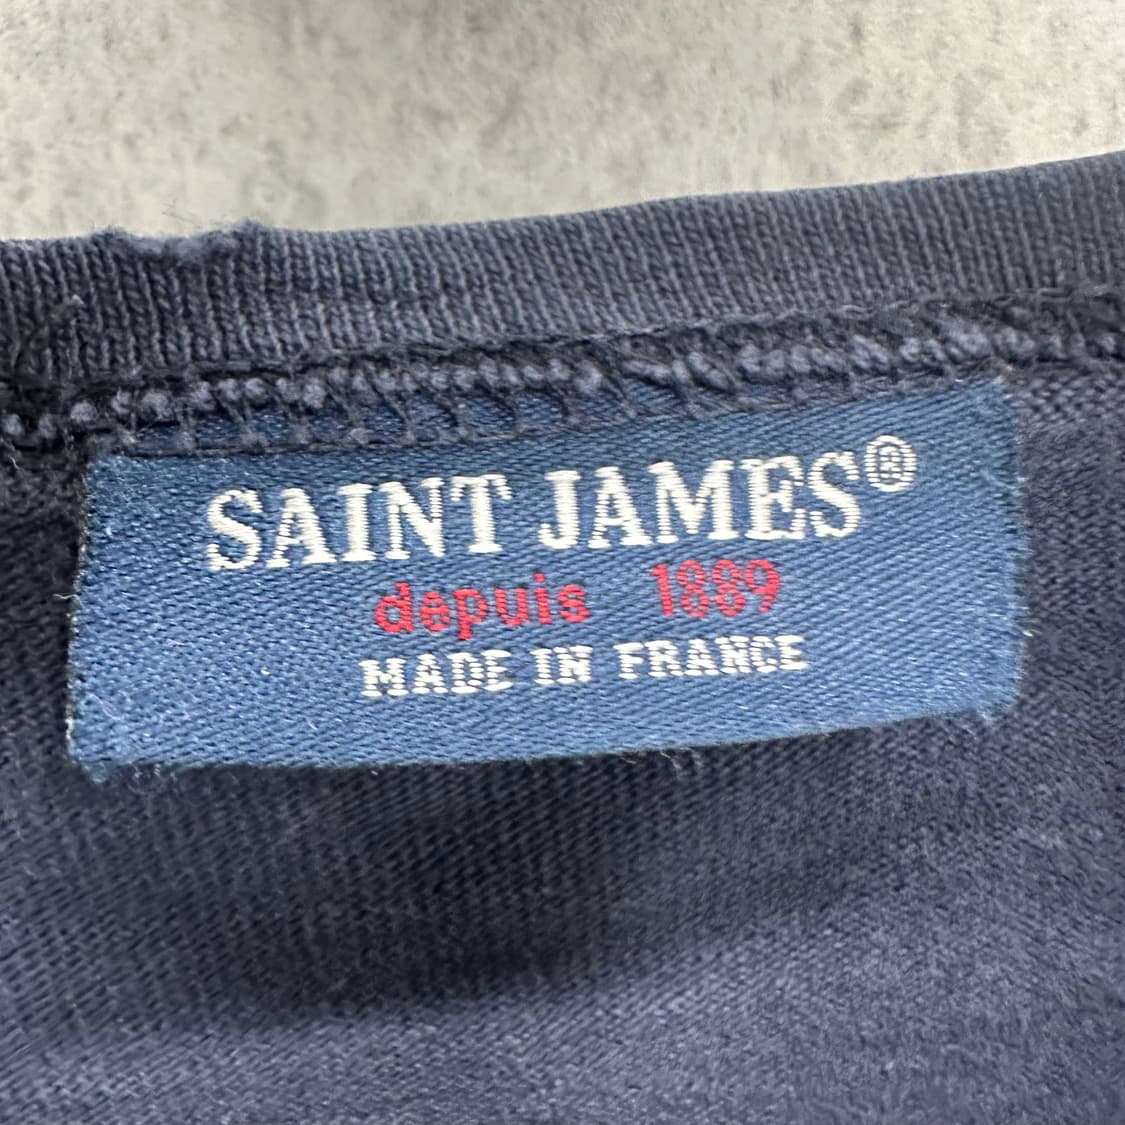 SAINT JAMES®
depuis 1889
MADE IN FRANCE